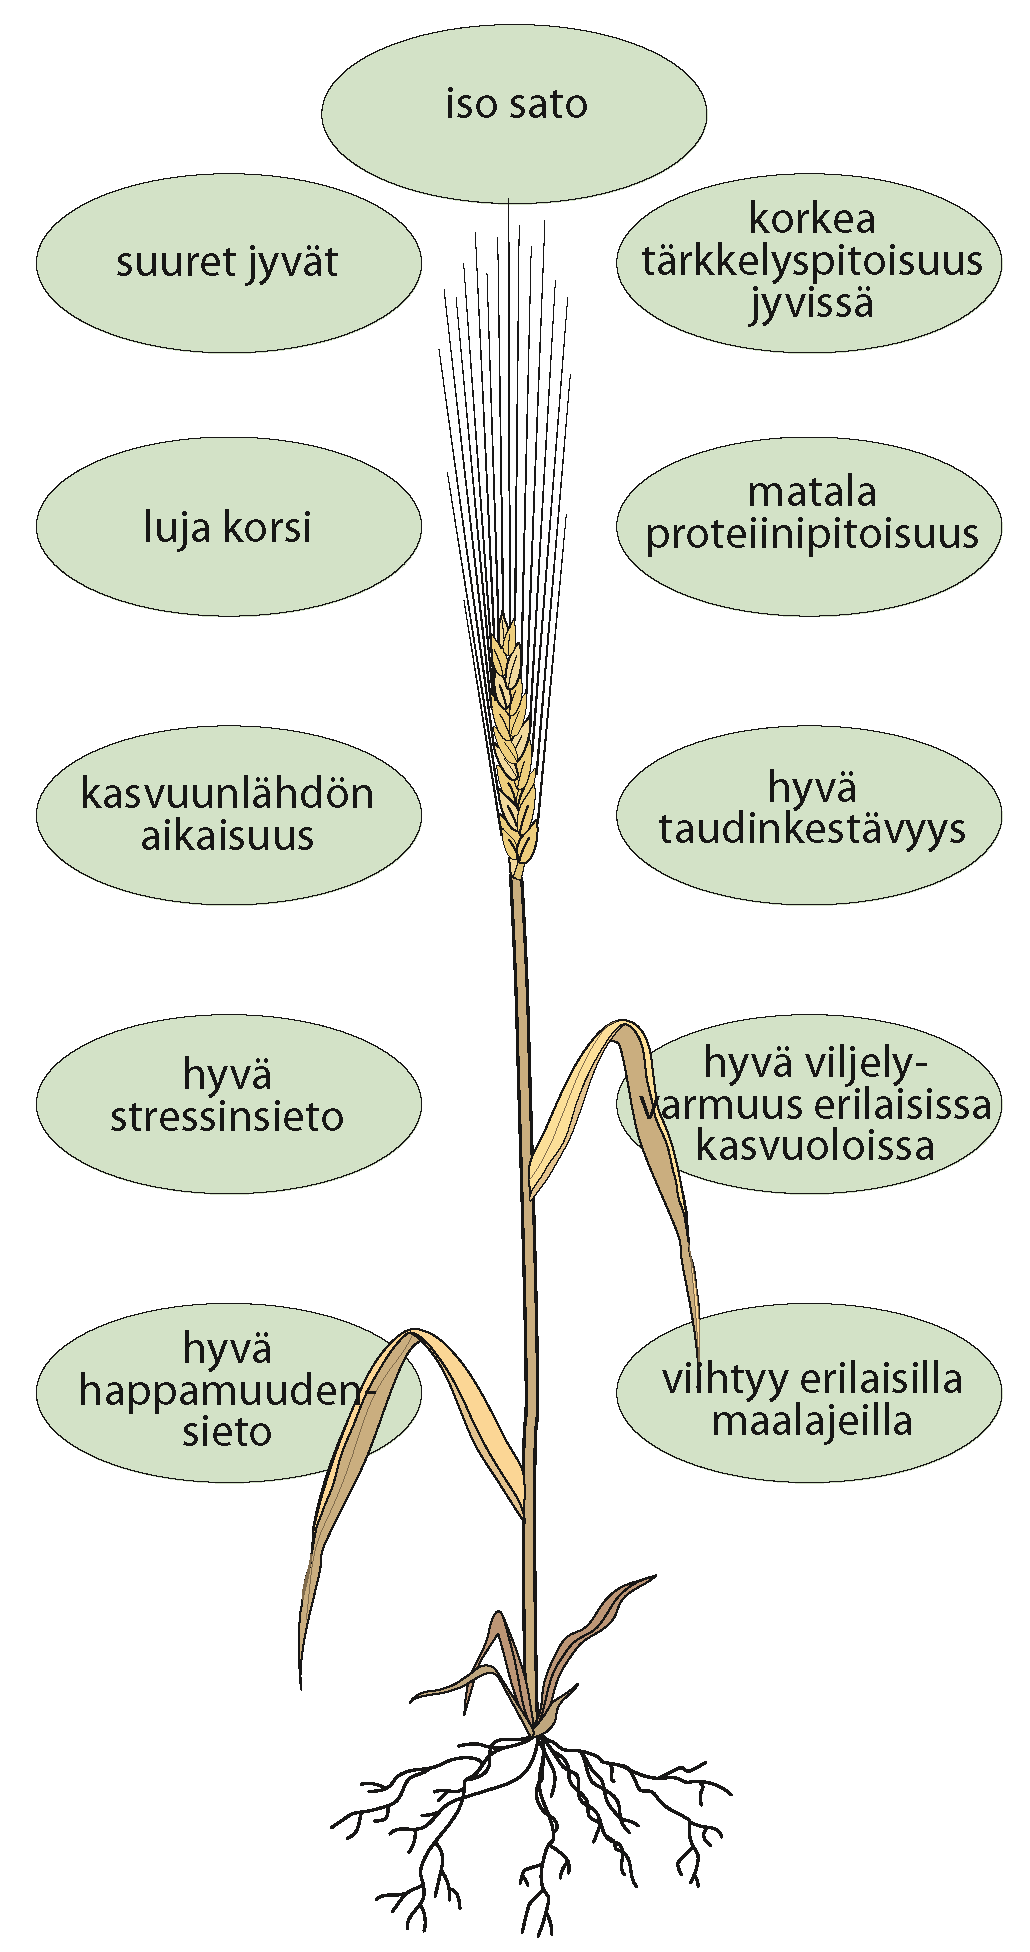 iso sato
suuret jyvät
korkea
tärkkelyspitoisuus
jyvissä
luja korsi
matala
proteiinipitoisuus
kasvuunlähdön
aikaisuus
hyvä
taudinkestävyys
hyvä
stressinsieto
hyvä viljely-
varmuus erilaisissa
kasvuoloissa
hyvä
happamuuden-
sieto
viihtyy erilaisilla
maalajeilla